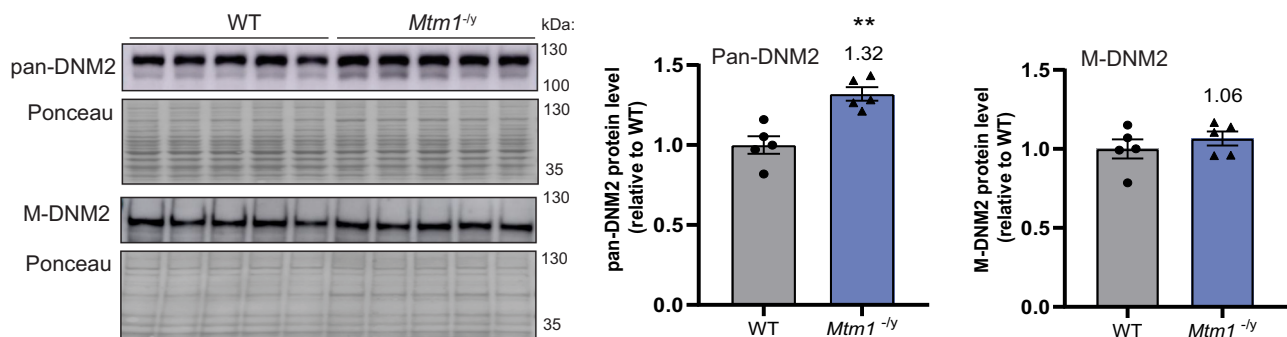 WT
Mtm1-/y
kDa:
pan-DNM2
130
100
Ponceau
130
35
M-DNM2
130
Ponceau
130
35
pan-DNM2 protein level
(relative to WT)
Pan-DNM2
**
1.32
1.5
1.0
0.5
0.0
WT
Mtm1 -/y
M-DNM2 protein level
(relative to WT)
M-DNM2
1.06
1.5
1.0
0.5
0.0
WT
Mtm1 -/y